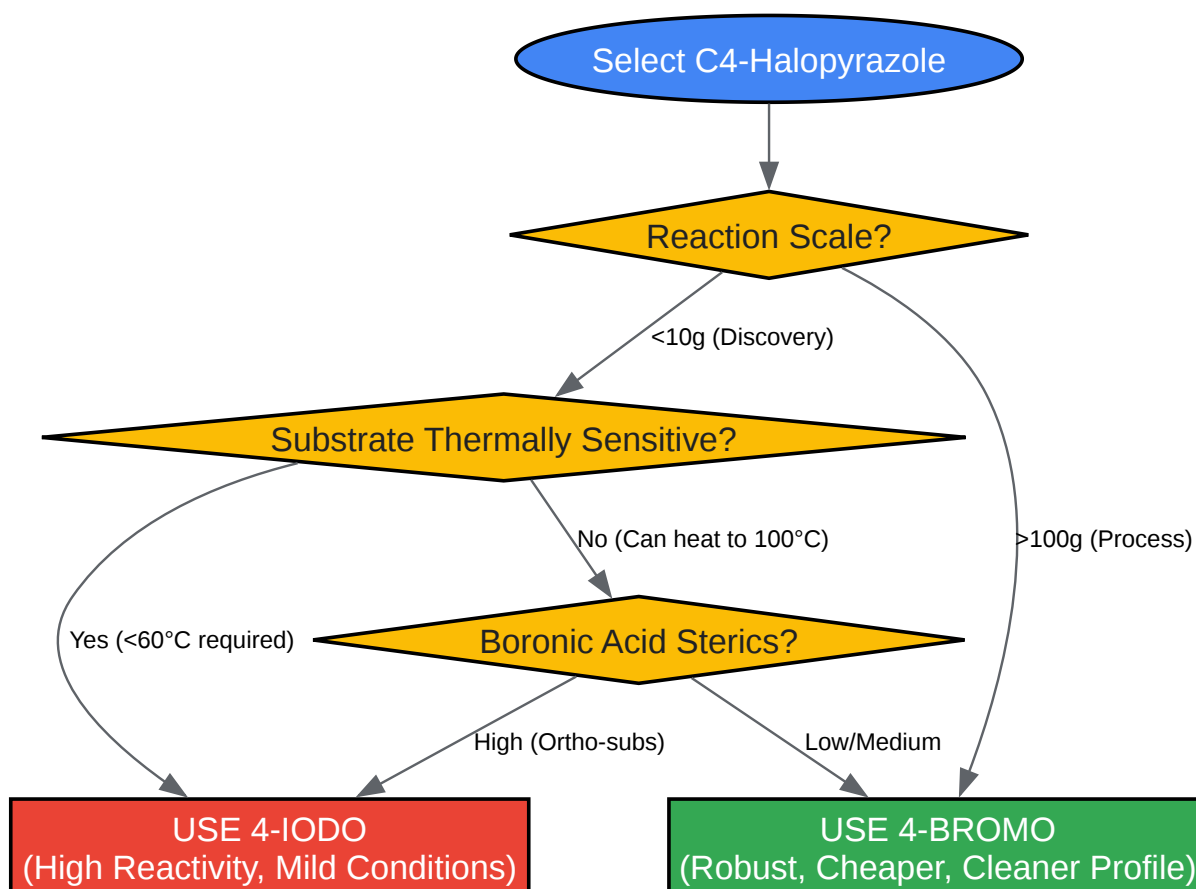 Select C4-Halopyrazole
Reaction Scale?
<10g (Discovery)
Substrate Thermally Sensitive?
No (Can heat to 100°C)
>100g (Process)
Yes (<60°C required)
Boronic Acid Sterics?
High (Ortho-subs)
Low/Medium
USE 4-IODO
(High Reactivity, Mild Conditions)
USE 4-BROMO
(Robust, Cheaper, Cleaner Profile)